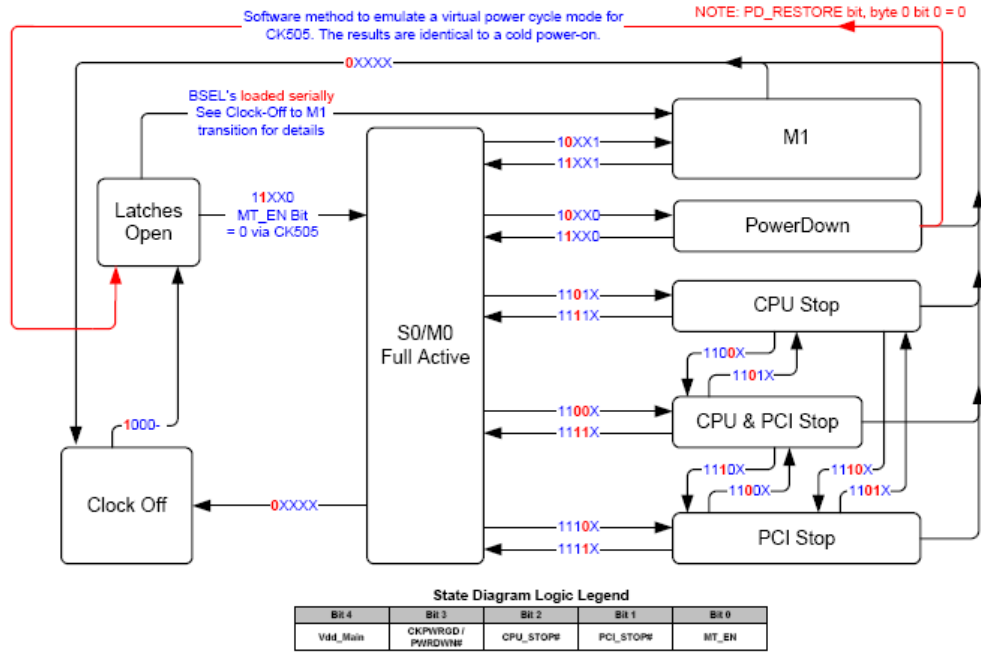 Software method to emulate a virtual power cycle mode for
CK505. The results are identical to a cold power-on.
NOTE: PD_RESTORE bit, byte 0 bit 0 = 0
0XXXX
BSEL's loaded serially
See Clock-Off to M1
transition for details
M1
10XX1
11XX1
Latches
Open
11XX0
MT_EN Bit
= 0 via CK505
10XX0
11XX0
PowerDown
S0/M0
Full Active
1101X
1111X
CPU Stop
1100X
1101X
1100X
1111X
CPU & PCI Stop
1000-
Clock Off
0XXXX
1110X
1100X
1110X
1101X
1110X
1111X
PCI Stop
State Diagram Logic Legend
Bit 4 Bit 3 Bit 2 Bit 1 Bit 0
Vdd_Main CKPWRGD / PWRDWN# CPU_STOP# PCI_STOP# MT_EN